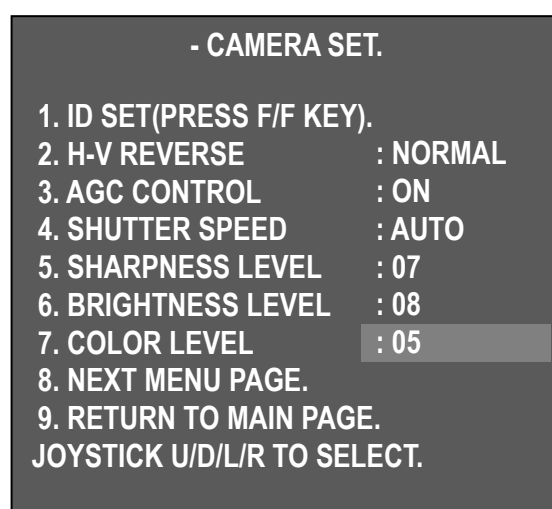 - CAMERA SET.
1. ID SET(PRESS F/F KEY).
2. H-V REVERSE : NORMAL
3. AGC CONTROL : ON
4. SHUTTER SPEED : AUTO
5. SHARPNESS LEVEL : 07
6. BRIGHTNESS LEVEL : 08
7. COLOR LEVEL : 05
8. NEXT MENU PAGE.
9. RETURN TO MAIN PAGE.
JOYSTICK U/D/L/R TO SELECT.